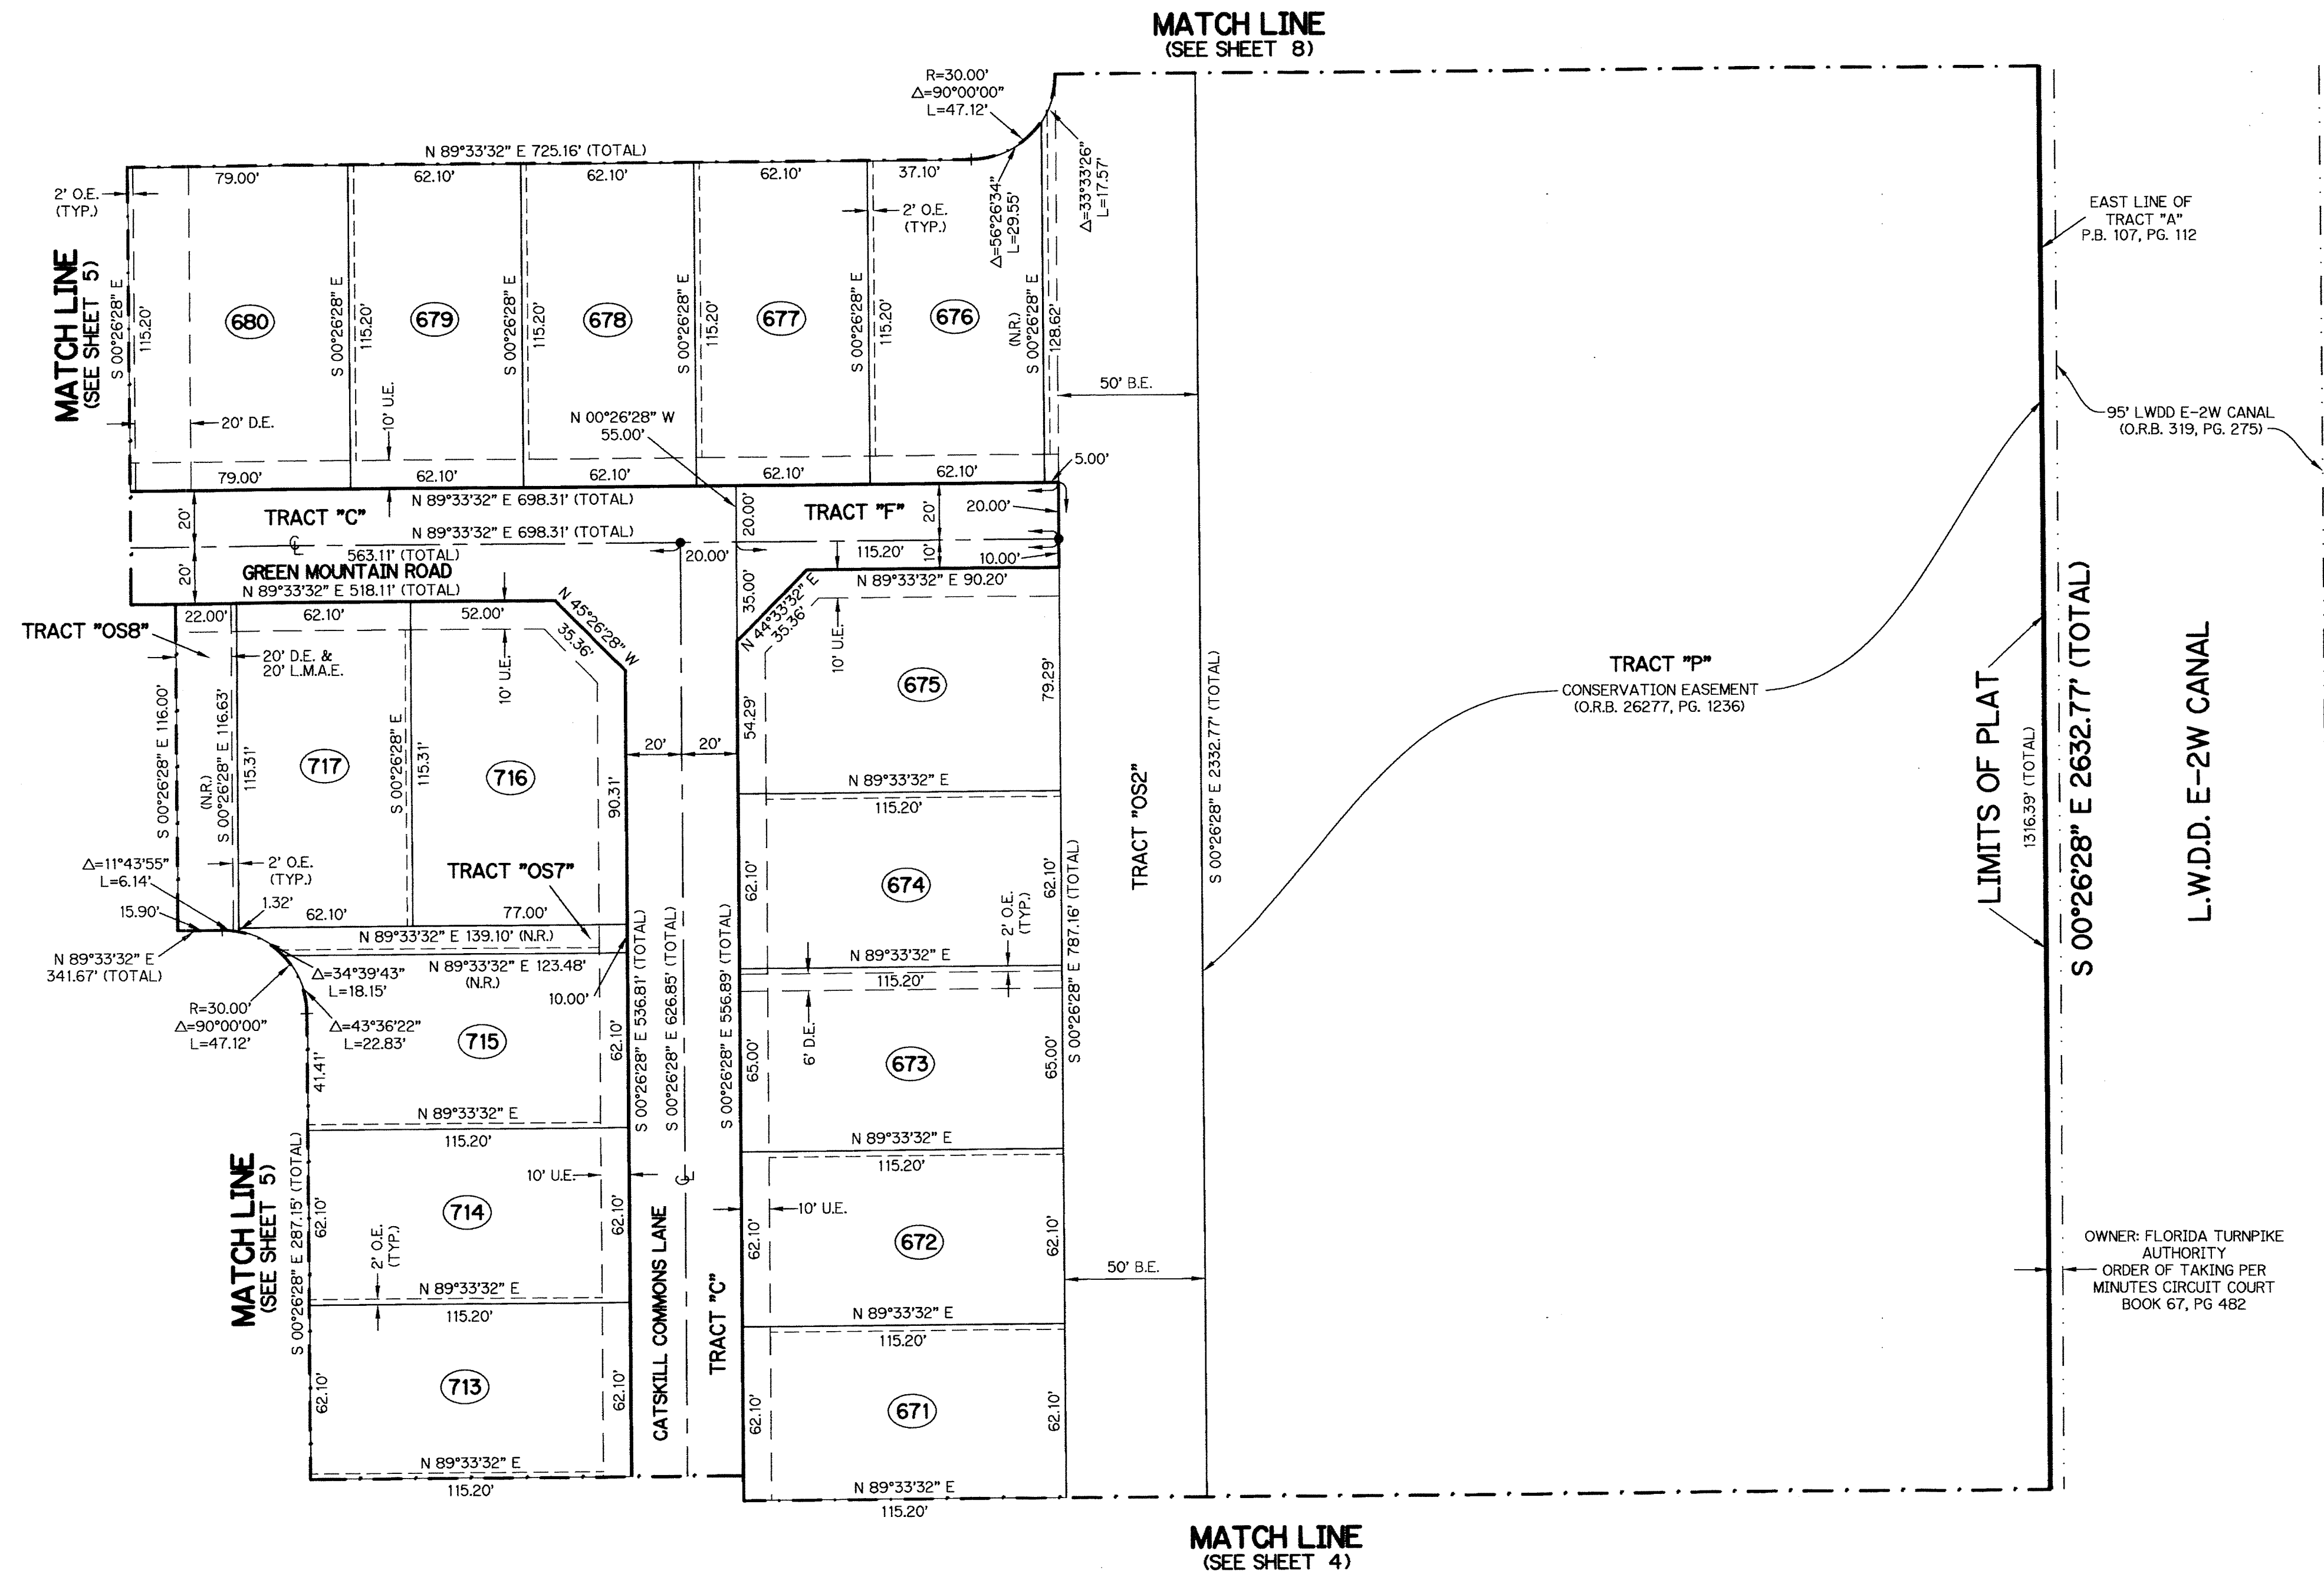 MATCH LINE
(SEE SHEET 8)
R=30.00'
Δ=90°00'00"
L=47.12'
N 89°33'32" E 725.16' (TOTAL)
79.00'
62.10'
62.10'
62.10'
37.10'
2' O.E.
(TYP.)
2' O.E.
(TYP.)
Δ=56°26'34"
L=29.55'
Δ=33°33'26"
L=17.57'
MATCH LINE
(SEE SHEET 5)
S 00°26'28" E
115.20'
680
S 00°26'28" E
115.20'
679
S 00°26'28" E
115.20'
678
S 00°26'28" E
115.20'
677
S 00°26'28" E
115.20'
676
(N.R.)
S 00°26'28" E
128.62'
EAST LINE OF
TRACT "A"
P.B. 107, PG. 112
50' B.E.
95' LWDD E-2W CANAL
(O.R.B. 319, PG. 275)
20' D.E.
10' U.E.
N 00°26'28" W
55.00'
5.00'
79.00'
62.10'
62.10'
62.10'
62.10'
N 89°33'32" E 698.31' (TOTAL)
20'
TRACT "C"
20.00'
TRACT "F"
20'
20.00'
N 89°33'32" E 698.31' (TOTAL)
CL
563.11' (TOTAL)
20.00'
115.20'
10'
10.00'
20'
GREEN MOUNTAIN ROAD
N 89°33'32" E 518.11' (TOTAL)
N 89°33'32" E 90.20'
35.00'
N 44°33'32" E
35.36'
22.00'
62.10'
52.00'
N 45°26'28" W
35.36'
TRACT "OS8"
20' D.E. &
20' L.M.A.E.
10' U.E.
10' U.E.
675
79.29'
54.29'
S 00°26'28" E 116.00'
(N.R.)
S 00°26'28" E 116.63'
115.31'
717
S 00°26'28" E
115.31'
716
90.31'
20'
20'
N 89°33'32" E
115.20'
TRACT "OS2"
S 00°26'28" E 2332.77' (TOTAL)
TRACT "P"
CONSERVATION EASEMENT
(O.R.B. 26277, PG. 1236)
LIMITS OF PLAT
1316.39' (TOTAL)
S 00°26'28" E 2632.77' (TOTAL)
L.W.D.D. E-2W CANAL
Δ=11°43'55"
L=6.14'
2' O.E.
(TYP.)
TRACT "OS7"
15.90'
1.32'
62.10'
77.00'
N 89°33'32" E 139.10' (N.R.)
N 89°33'32" E
341.67' (TOTAL)
Δ=34°39'43"
L=18.15'
N 89°33'32" E 123.48'
(N.R.)
10.00'
R=30.00'
Δ=90°00'00"
L=47.12'
Δ=43°36'22"
L=22.83'
S 00°26'28" E 536.81' (TOTAL)
S 00°26'28" E 626.85' (TOTAL)
S 00°26'28" E 556.89' (TOTAL)
62.10'
674
62.10'
2' O.E.
(TYP.)
S 00°26'28" E 787.16' (TOTAL)
N 89°33'32" E
115.20'
6' D.E.
65.00'
673
65.00'
41.41'
715
62.10'
N 89°33'32" E
115.20'
N 89°33'32" E
115.20'
MATCH LINE
(SEE SHEET 5)
S 00°26'28" E 287.15' (TOTAL)
10' U.E.
CL
10' U.E.
62.10'
714
62.10'
2' O.E.
(TYP.)
62.10'
672
62.10'
50' B.E.
N 89°33'32" E
115.20'
N 89°33'32" E
115.20'
CATSKILL COMMONS LANE
TRACT "C"
OWNER: FLORIDA TURNPIKE
AUTHORITY
ORDER OF TAKING PER
MINUTES CIRCUIT COURT
BOOK 67, PG 482
62.10'
713
62.10'
62.10'
671
62.10'
N 89°33'32" E
115.20'
N 89°33'32" E
115.20'
MATCH LINE
(SEE SHEET 4)